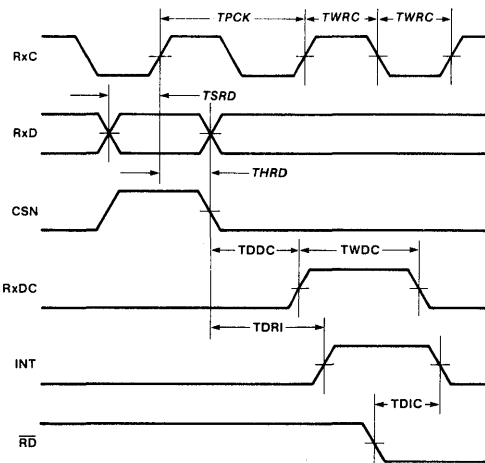 TPCK TWRC TWRC
RxC
TSRD
RxD
THRD
CSN
TDDC TWDC
RxDC
TDRI
INT
TDIC
RD